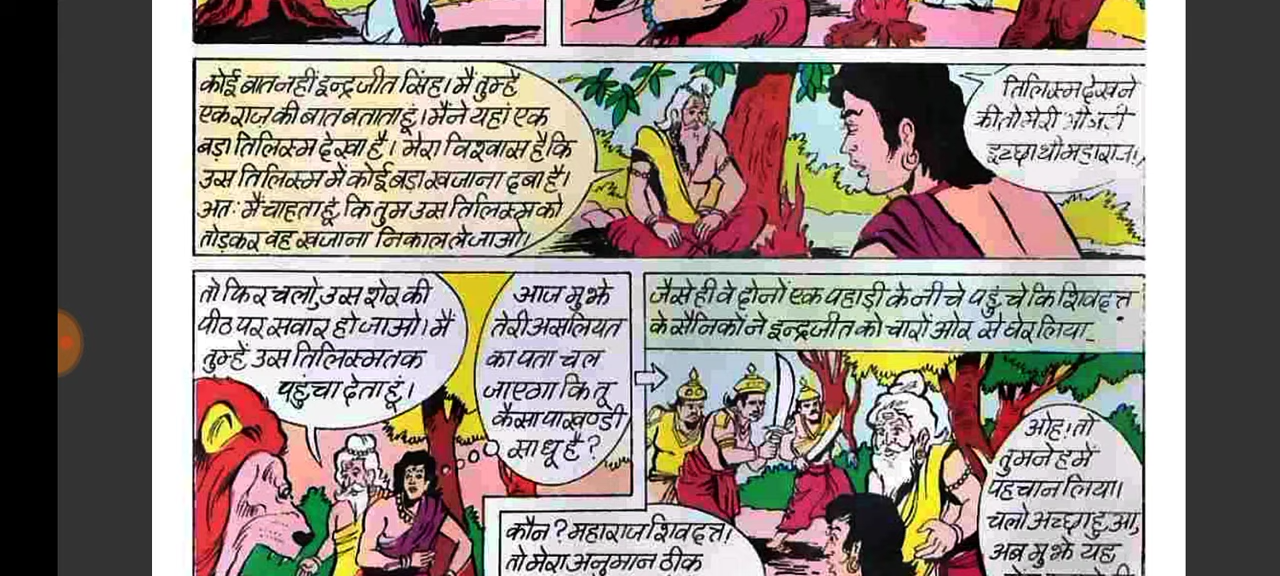 कोई बात नहीं इन्द्रजीत सिंह। मैं तुम्हें
एक राज़ की बात बताता हूं। मैंने यहां एक
बड़ा तिलिस्म देखा है। मेरा विश्वास है कि
उस तिलिस्म में कोई बड़ा खजाना दबा है।
अतः मैं चाहता हूं, कि तुम उस तिलिस्म को
तोड़कर वह खजाना निकाल ले जाओ।
तिलिस्म देखने
की तो मेरी भी
इच्छा थी महाराज!
तो फिर चलो, उस शेर की
पीठ पर सवार हो जाओ। मैं
तुम्हें उस तिलिस्म तक
पहुंचा देता हूं।
आज मुझे
तेरी असलियत
का पता चल
जाएगा कि तू
कैसा पाखण्डी
साधू है?
जैसे ही वे दोनों एक पहाड़ी के नीचे पहुंचे कि शिवदत्त
के सैनिकों ने इन्द्रजीत को चारों ओर से घेर लिया_
ओह! तो
तुमने हमें
पहचान लिया।
चलो अच्छा हुआ,
अब मुझे यह
कौन? महाराज शिवदत्त!
तो मेरा अनुमान ठीक